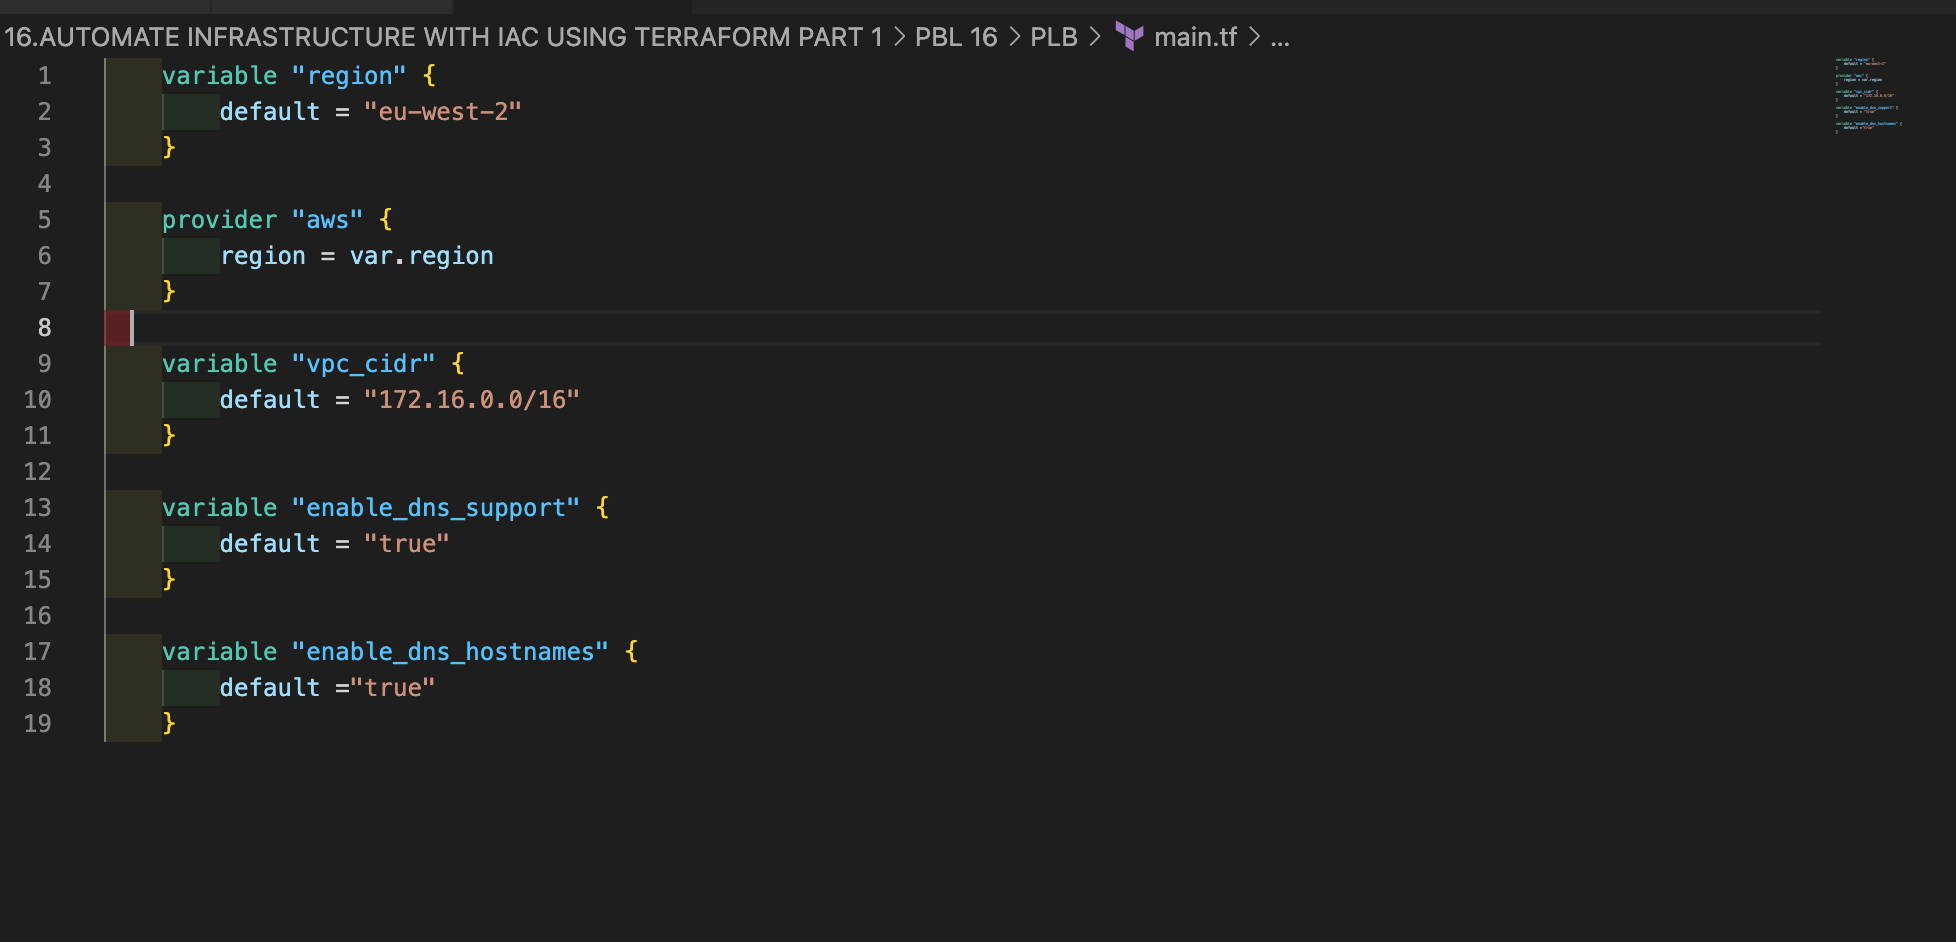 16.AUTOMATE INFRASTRUCTURE WITH IAC USING TERRAFORM PART 1 > PBL 16 > PLB > main.tf > ...
1 variable "region" {
2 default = "eu-west-2"
3 }
4
5 provider "aws" {
6 region = var.region
7 }
8
9 variable "vpc_cidr" {
10 default = "172.16.0.0/16"
11 }
12
13 variable "enable_dns_support" {
14 default = "true"
15 }
16
17 variable "enable_dns_hostnames" {
18 default ="true"
19 }